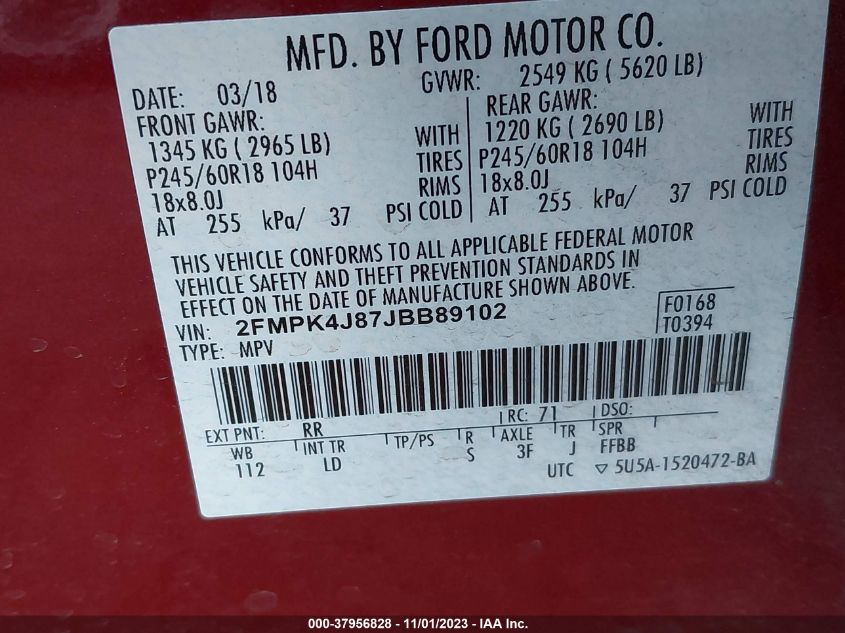 MFD. BY FORD MOTOR CO.
DATE: 03/18 GVWR: 2549 KG ( 5620 LB)
FRONT GAWR: REAR GAWR:
1345 KG ( 2965 LB) WITH 1220 KG ( 2690 LB) WITH
P245/60R18 104H TIRES P245/60R18 104H TIRES
18x8.0J RIMS 18x8.0J RIMS
AT 255 kPa/ 37 PSI COLD AT 255 kPa/ 37 PSI COLD
THIS VEHICLE CONFORMS TO ALL APPLICABLE FEDERAL MOTOR
VEHICLE SAFETY AND THEFT PREVENTION STANDARDS IN
EFFECT ON THE DATE OF MANUFACTURE SHOWN ABOVE.
VIN: 2FMPK4J87JBB89102 F0168
TYPE: MPV T0394
EXT PNT: RR RC: 71 DSO:
WB INT TR TP/PS R AXLE TR SPR
112 LD S 3F J FFBB
UTC ▽ 5U5A-1520472-BA
000-37956828 - 11/01/2023 - IAA Inc.